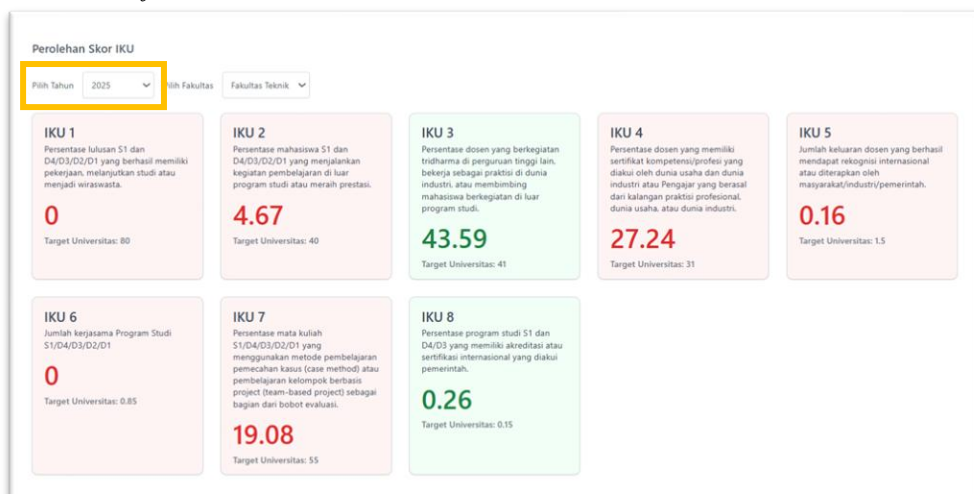 Perolehan Skor IKU
Pilih Tahun 2025 Pilih Fakultas Fakultas Teknik
IKU 1
Persentase lulusan S1 dan
D4/D3/D2/D1 yang berhasil memiliki
pekerjaan, melanjutkan studi atau
menjadi wiraswasta.
0
Target Universitas: 80
IKU 2
Persentase mahasiswa S1 dan
D4/D3/D2/D1 yang menjalankan
kegiatan pembelajaran di luar
program studi atau meraih prestasi.
4.67
Target Universitas: 40
IKU 3
Persentase dosen yang berkegiatan
tridharma di perguruan tinggi lain,
bekerja sebagai praktisi di dunia
industri, atau membimbing
mahasiswa berkegiatan di luar
program studi.
43.59
Target Universitas: 41
IKU 4
Persentase dosen yang memiliki
sertifikat kompetensi/profesi yang
diakui oleh dunia usaha dan dunia
industri atau Pengajar yang berasal
dari kalangan praktisi profesional,
dunia usaha, atau dunia industri.
27.24
Target Universitas: 31
IKU 5
Jumlah keluaran dosen yang berhasil
mendapat rekognisi internasional
atau diterapkan oleh
masyarakat/industri/pemerintah.
0.16
Target Universitas: 1.5
IKU 6
Jumlah kerjasama Program Studi
S1/D4/D3/D2/D1
0
Target Universitas: 0.85
IKU 7
Persentase mata kuliah
S1/D4/D3/D2/D1 yang
menggunakan metode pembelajaran
pemecahan kasus (case method) atau
pembelajaran kelompok berbasis
project (team-based project) sebagai
bagian dari bobot evaluasi.
19.08
Target Universitas: 55
IKU 8
Persentase program studi S1 dan
D4/D3 yang memiliki akreditasi atau
sertifikasi internasional yang diakui
pemerintah.
0.26
Target Universitas: 0.15